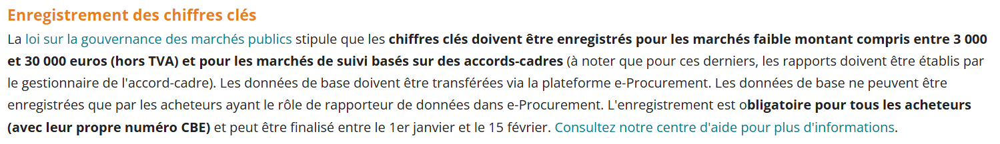 Enregistrement des chiffres clés
La loi sur la gouvernance des marchés publics stipule que les chiffres clés doivent être enregistrés pour les marchés faible montant compris entre 3 000
et 30 000 euros (hors TVA) et pour les marchés de suivi basés sur des accords-cadres (à noter que pour ces derniers, les rapports doivent être établis par
le gestionnaire de l'accord-cadre). Les données de base doivent être transférées via la plateforme e-Procurement. Les données de base ne peuvent être
enregistrées que par les acheteurs ayant le rôle de rapporteur de données dans e-Procurement. L'enregistrement est obligatoire pour tous les acheteurs
(avec leur propre numéro CBE) et peut être finalisé entre le 1er janvier et le 15 février. Consultez notre centre d'aide pour plus d'informations.